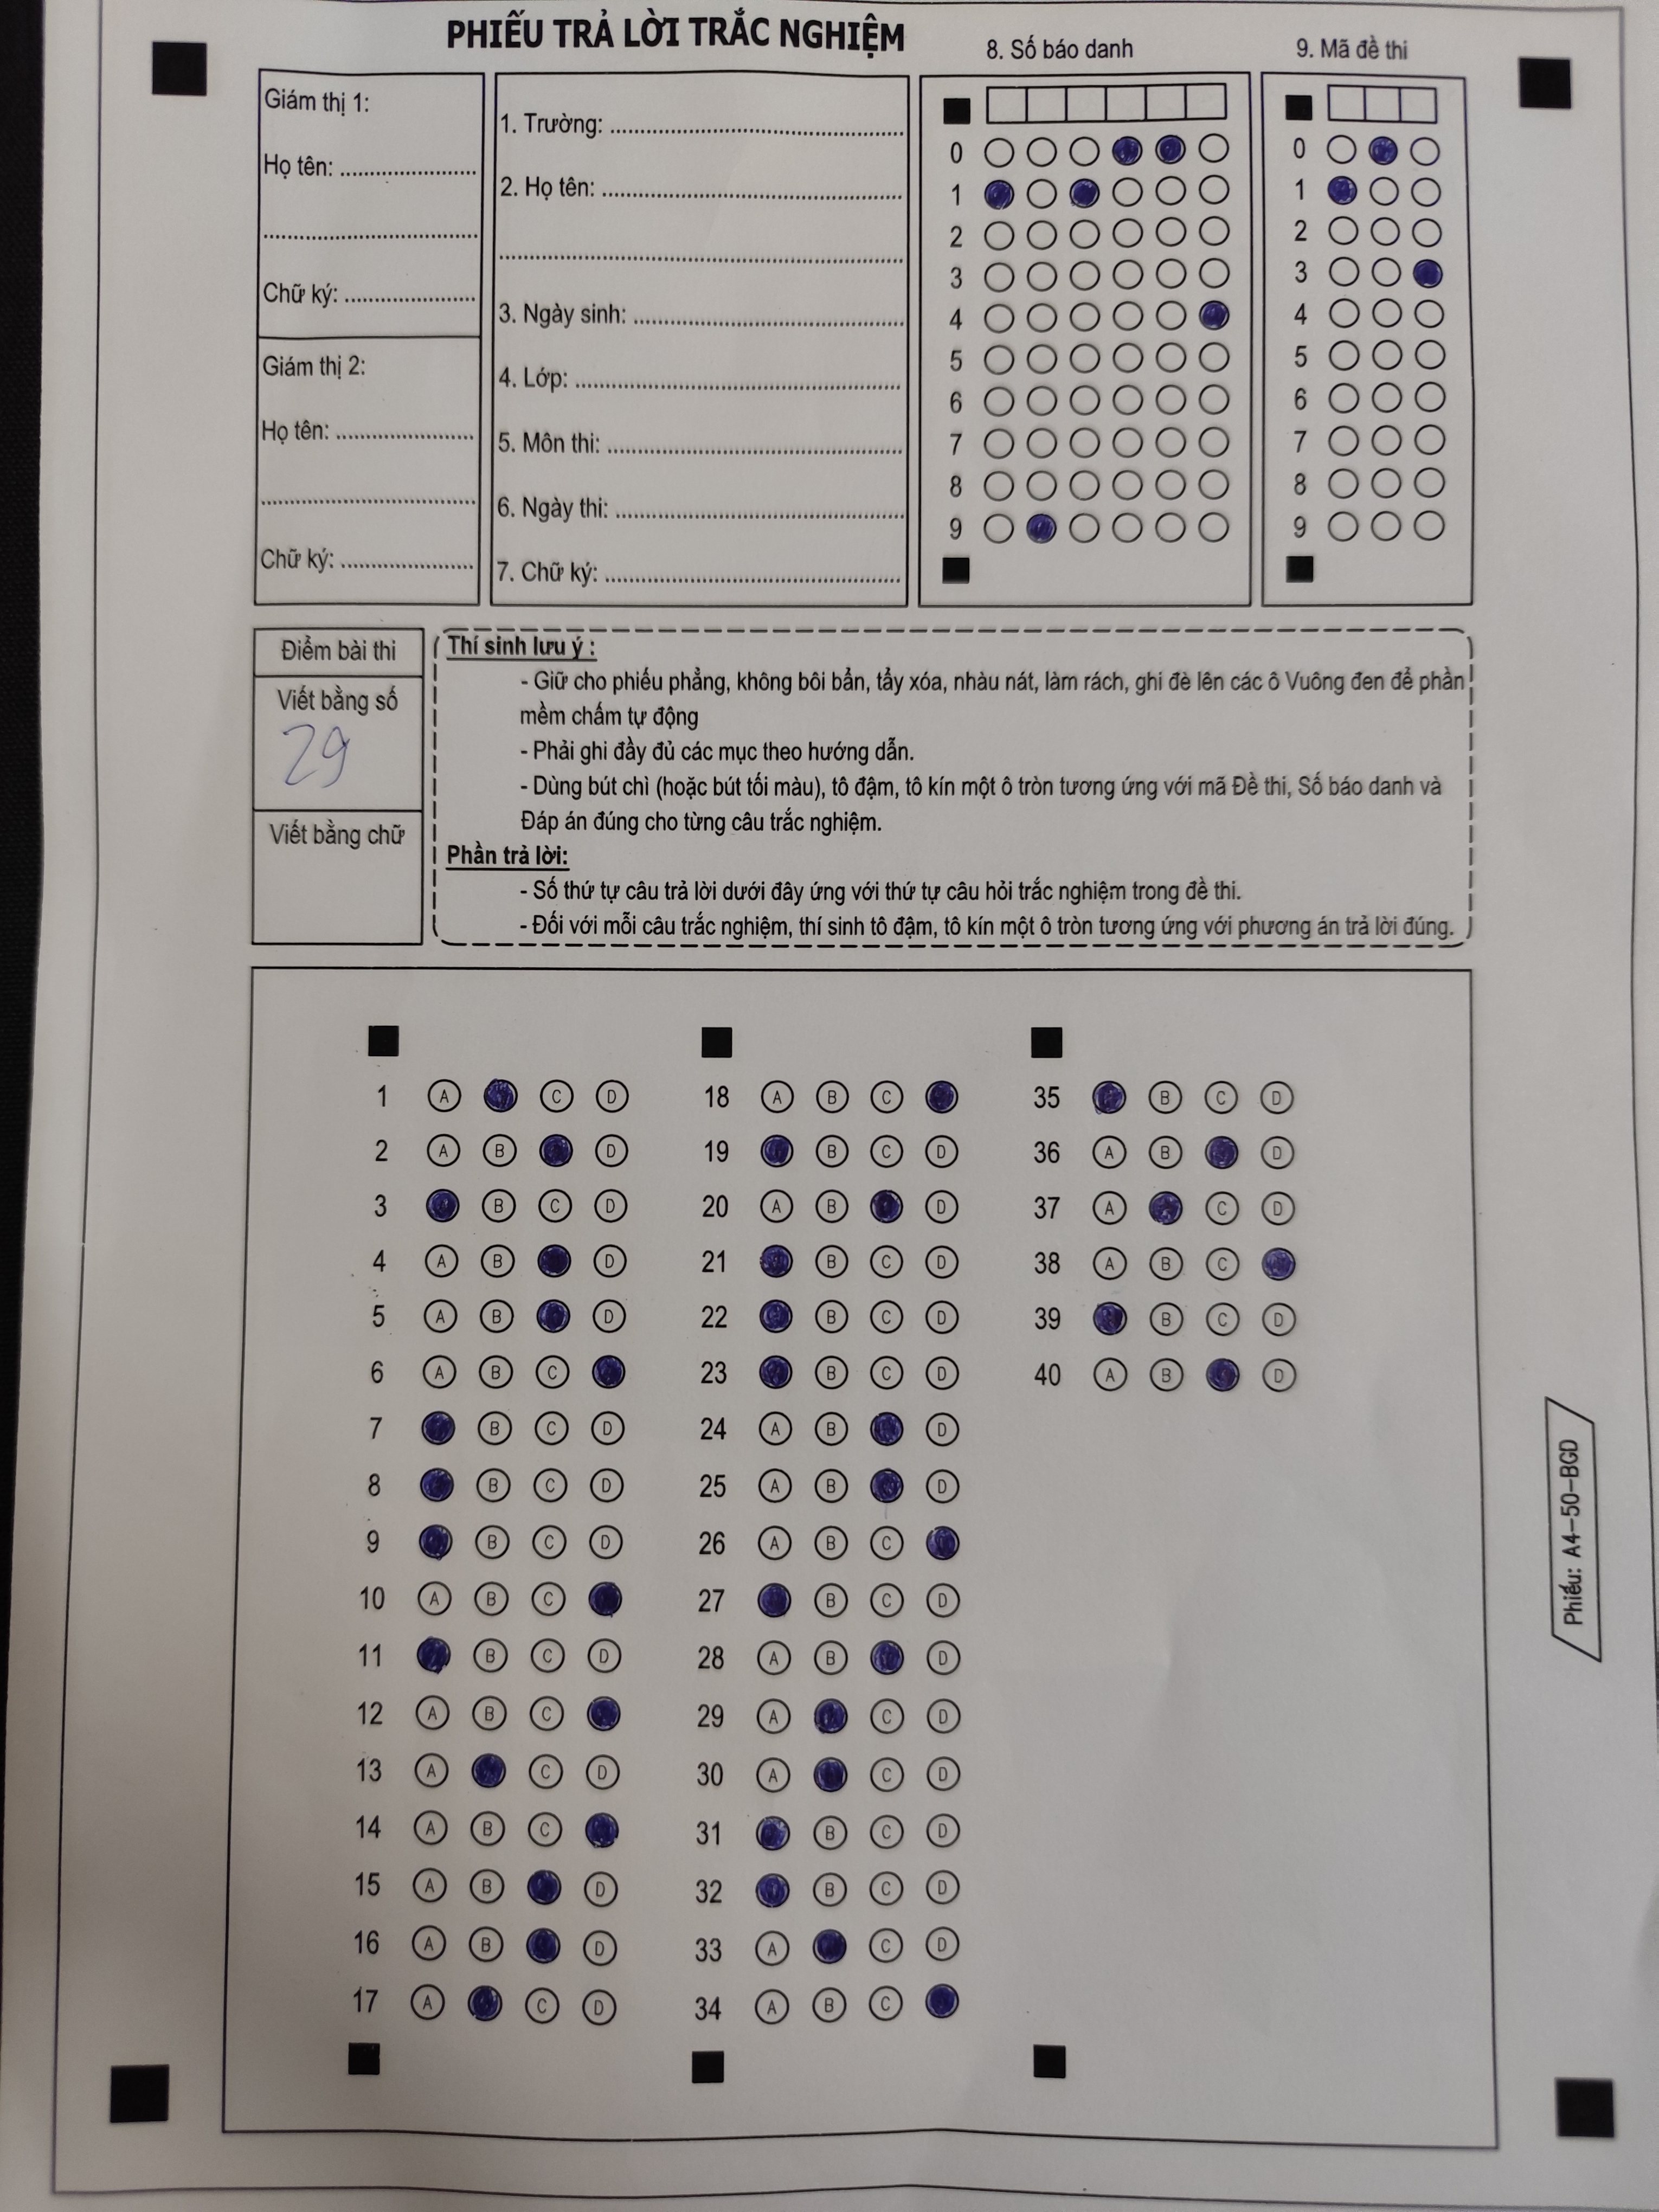 PHIẾU TRẢ LỜI TRẮC NGHIỆM
Giám thị 1:
Họ tên: ......................
Chữ ký: ......................
Giám thị 2:
Họ tên: ......................
Chữ ký: ......................
1. Trường: ......................
2. Họ tên: ......................
3. Ngày sinh: ......................
4. Lớp: ......................
5. Môn thi: ......................
6. Ngày thi: ......................
7. Chữ ký: ......................
8. Số báo danh
0
1
2
3
4
5
6
7
8
9
9. Mã đề thi
0
1
2
3
4
5
6
7
8
9
Điểm bài thi
Viết bằng số
29
Viết bằng chữ
Thí sinh lưu ý :
- Giữ cho phiếu phẳng, không bôi bẩn, tẩy xóa, nhàu nát, làm rách, ghi đè lên các ô Vuông đen để phần
mềm chấm tự động
- Phải ghi đầy đủ các mục theo hướng dẫn.
- Dùng bút chì (hoặc bút tối màu), tô đậm, tô kín một ô tròn tương ứng với mã Đề thi, Số báo danh và
Đáp án đúng cho từng câu trắc nghiệm.
Phần trả lời:
- Số thứ tự câu trả lời dưới đây ứng với thứ tự câu hỏi trắc nghiệm trong đề thi.
- Đối với mỗi câu trắc nghiệm, thí sinh tô đậm, tô kín một ô tròn tương ứng với phương án trả lời đúng.
1 A C D
2 A B D
3 B C D
4 A B D
5 A B D
6 A B C
7 B C D
8 B C D
9 B C D
10 A B C
11 B C D
12 A B C
13 A C D
14 A B C
15 A B D
16 A B D
17 A C D
18 A B C
19 B C D
20 A B D
21 B C D
22 B C D
23 B C D
24 A B D
25 A B D
26 A B C
27 B C D
28 A B D
29 A C D
30 A C D
31 B C D
32 B C D
33 A C D
34 A B C
35 B C D
36 A B D
37 A C D
38 A B C
39 B C D
40 A B D
Phiếu: A4-50-BGD